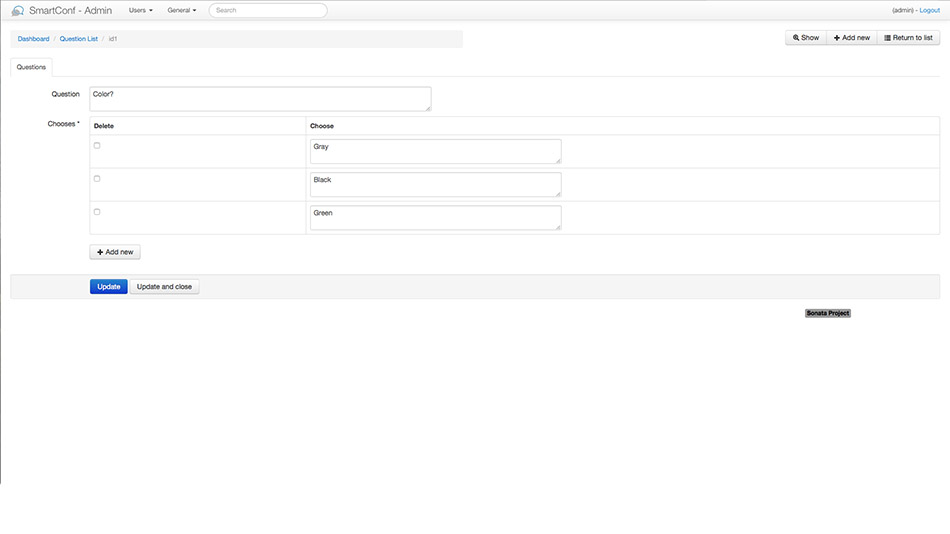 SmartConf - Admin Users General Search (admin) - Logout
Dashboard / Question List / id1 Show Add new Return to list
Questions
Question Color?
Chooses * Delete Choose
Gray
Black
Green
Add new
Update Update and close
Sonata Project